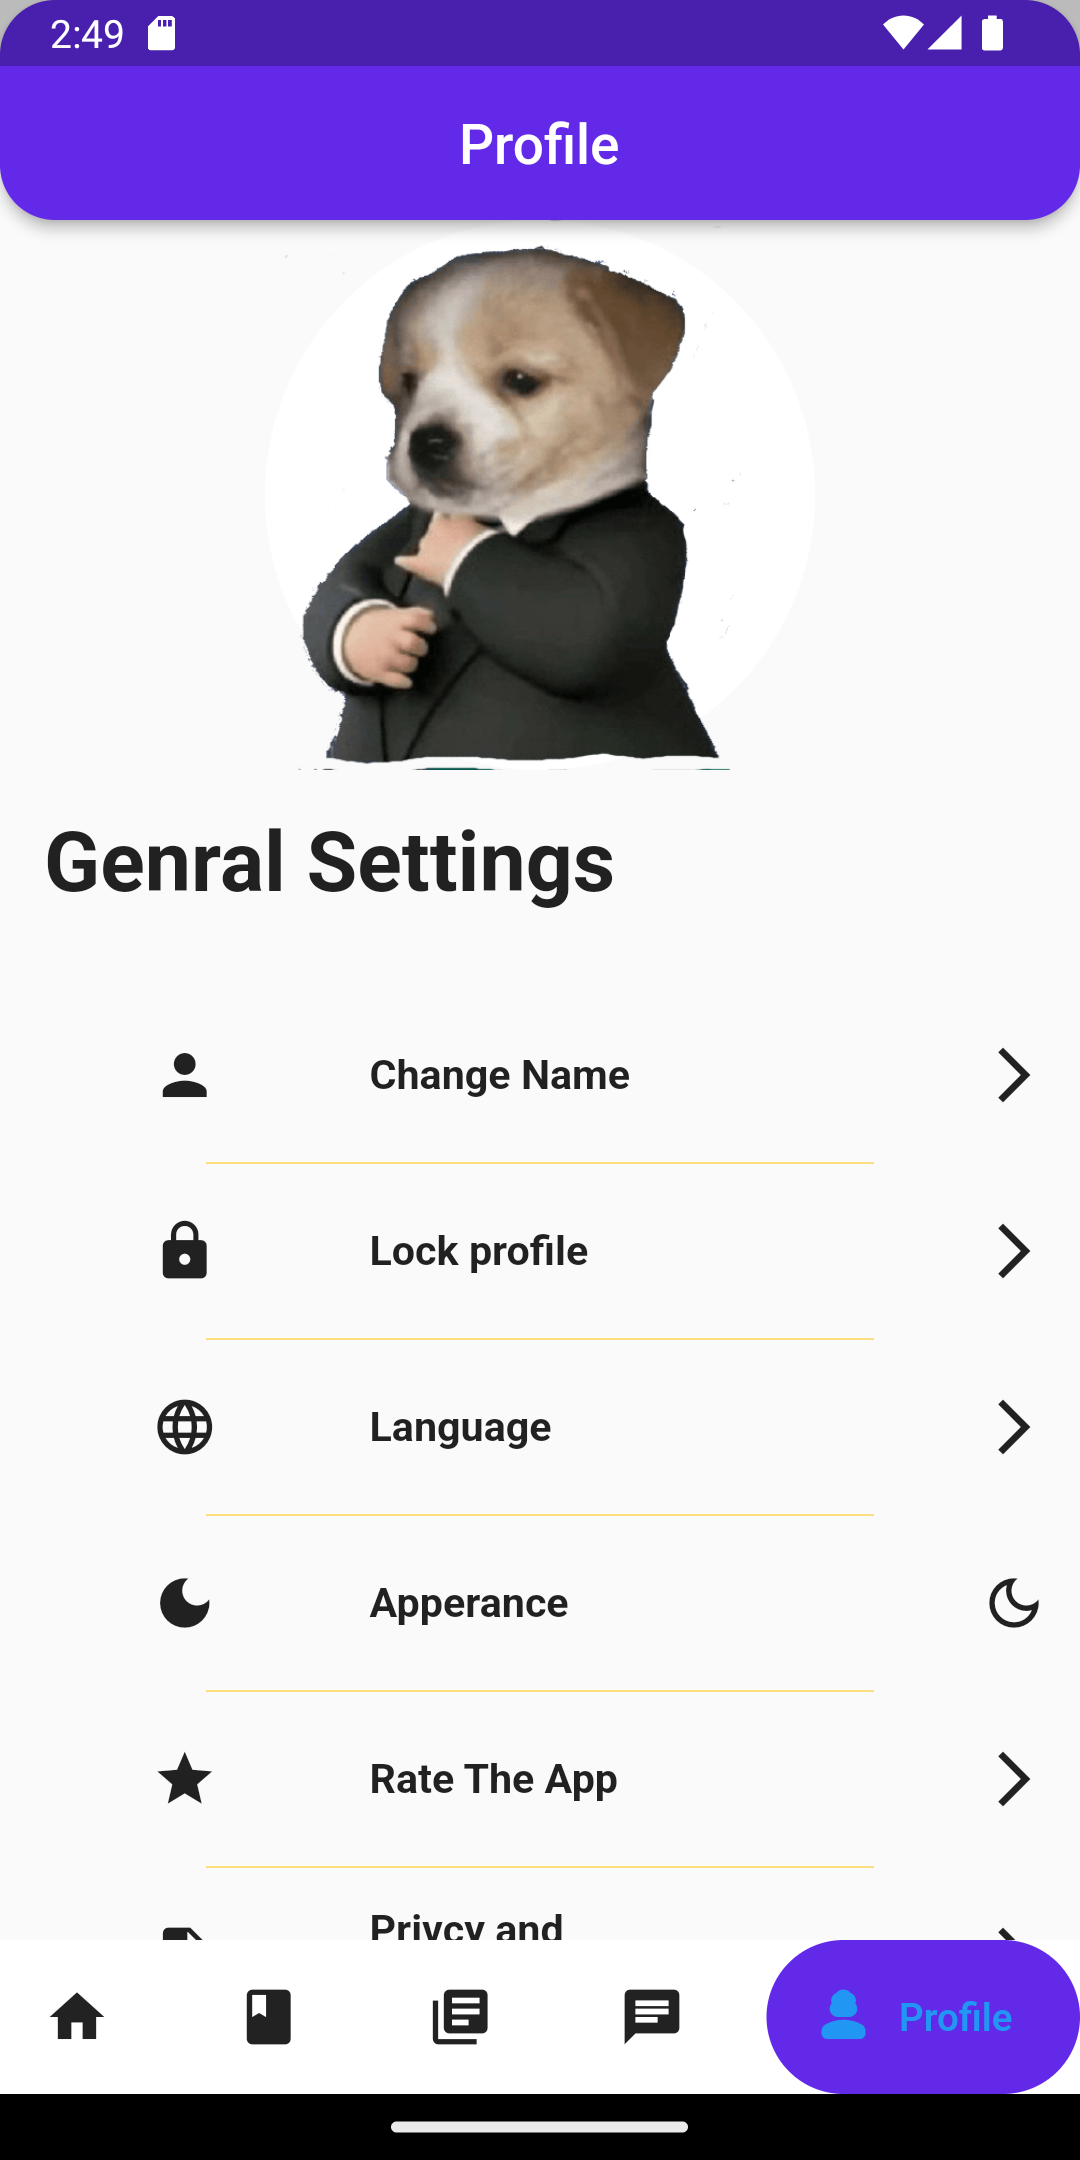 2:49
Profile
Genral Settings
Change Name
Lock profile
Language
Apperance
Rate The App
Privcy and
Profile